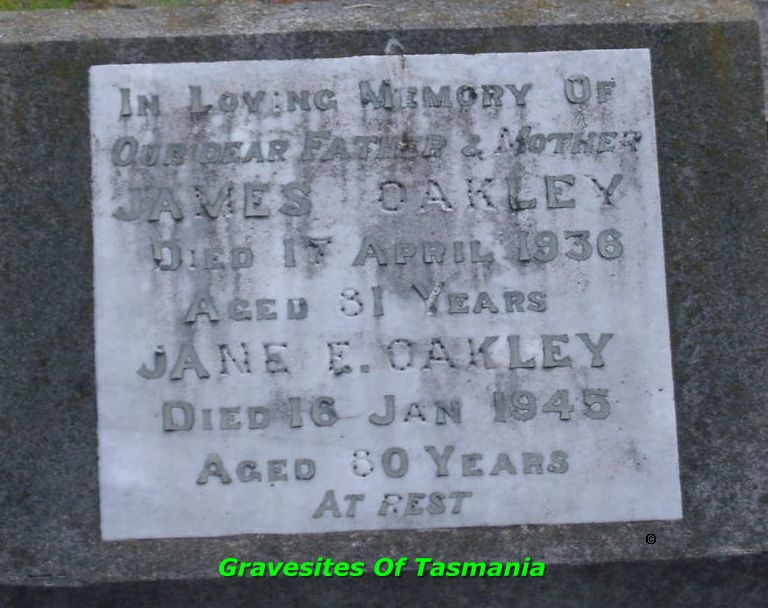 In Loving Memory Of
Our dear Father & Mother
JAMES OAKLEY
Died 17 April 1936
Aged 81 Years
JANE E. OAKLEY
Died 16 Jan 1945
Aged 80 Years
At rest
©
Gravesites Of Tasmania